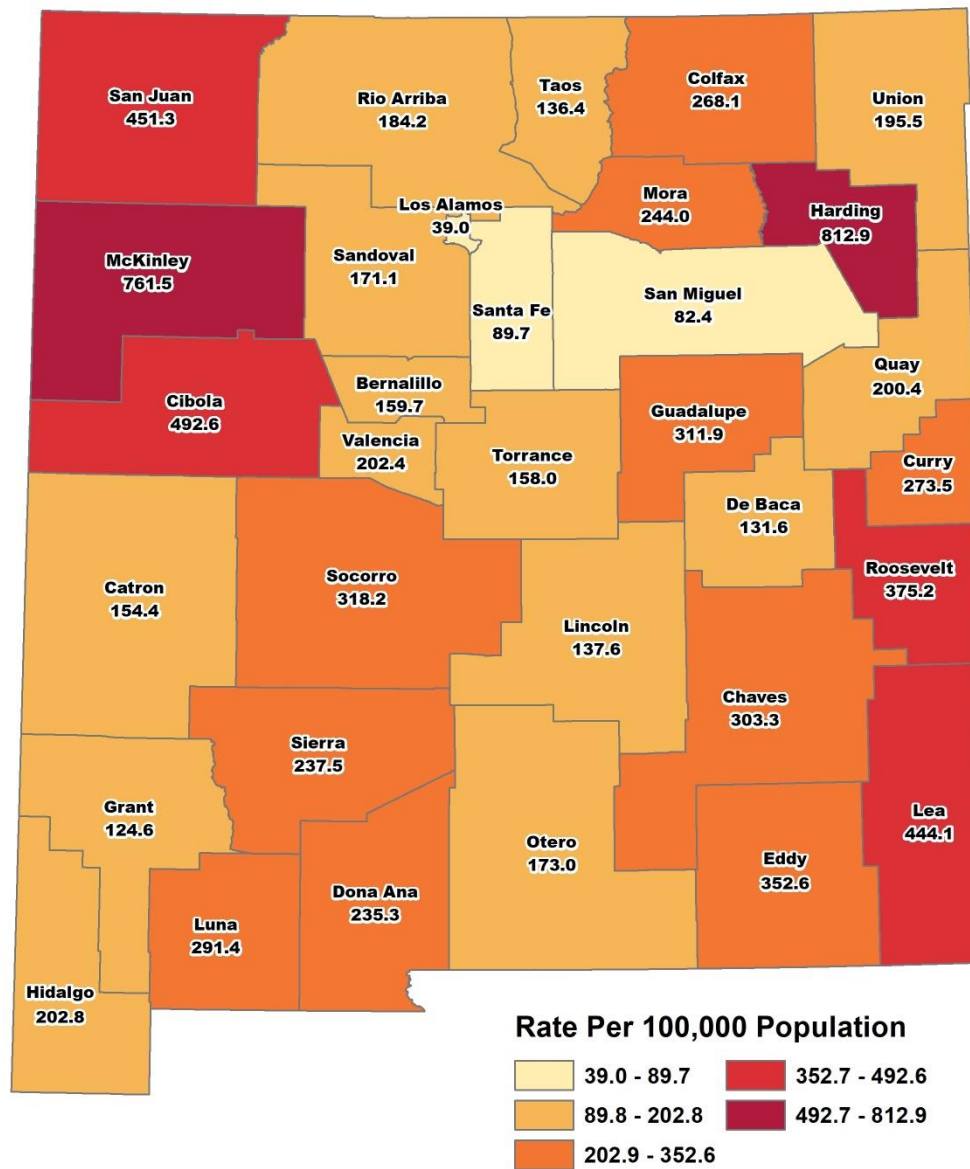 San Juan
451.3
Rio Arriba
184.2
Taos
136.4
Colfax
268.1
Union
195.5
Los Alamos
39.0
Mora
244.0
Harding
812.9
McKinley
761.5
Sandoval
171.1
Santa Fe
89.7
San Miguel
82.4
Quay
200.4
Cibola
492.6
Bernalillo
159.7
Valencia
202.4
Torrance
158.0
Guadalupe
311.9
Curry
273.5
De Baca
131.6
Roosevelt
375.2
Catron
154.4
Socorro
318.2
Lincoln
137.6
Chaves
303.3
Sierra
237.5
Grant
124.6
Otero
173.0
Eddy
352.6
Lea
444.1
Luna
291.4
Dona Ana
235.3
Hidalgo
202.8
Rate Per 100,000 Population
39.0 - 89.7
89.8 - 202.8
202.9 - 352.6
352.7 - 492.6
492.7 - 812.9